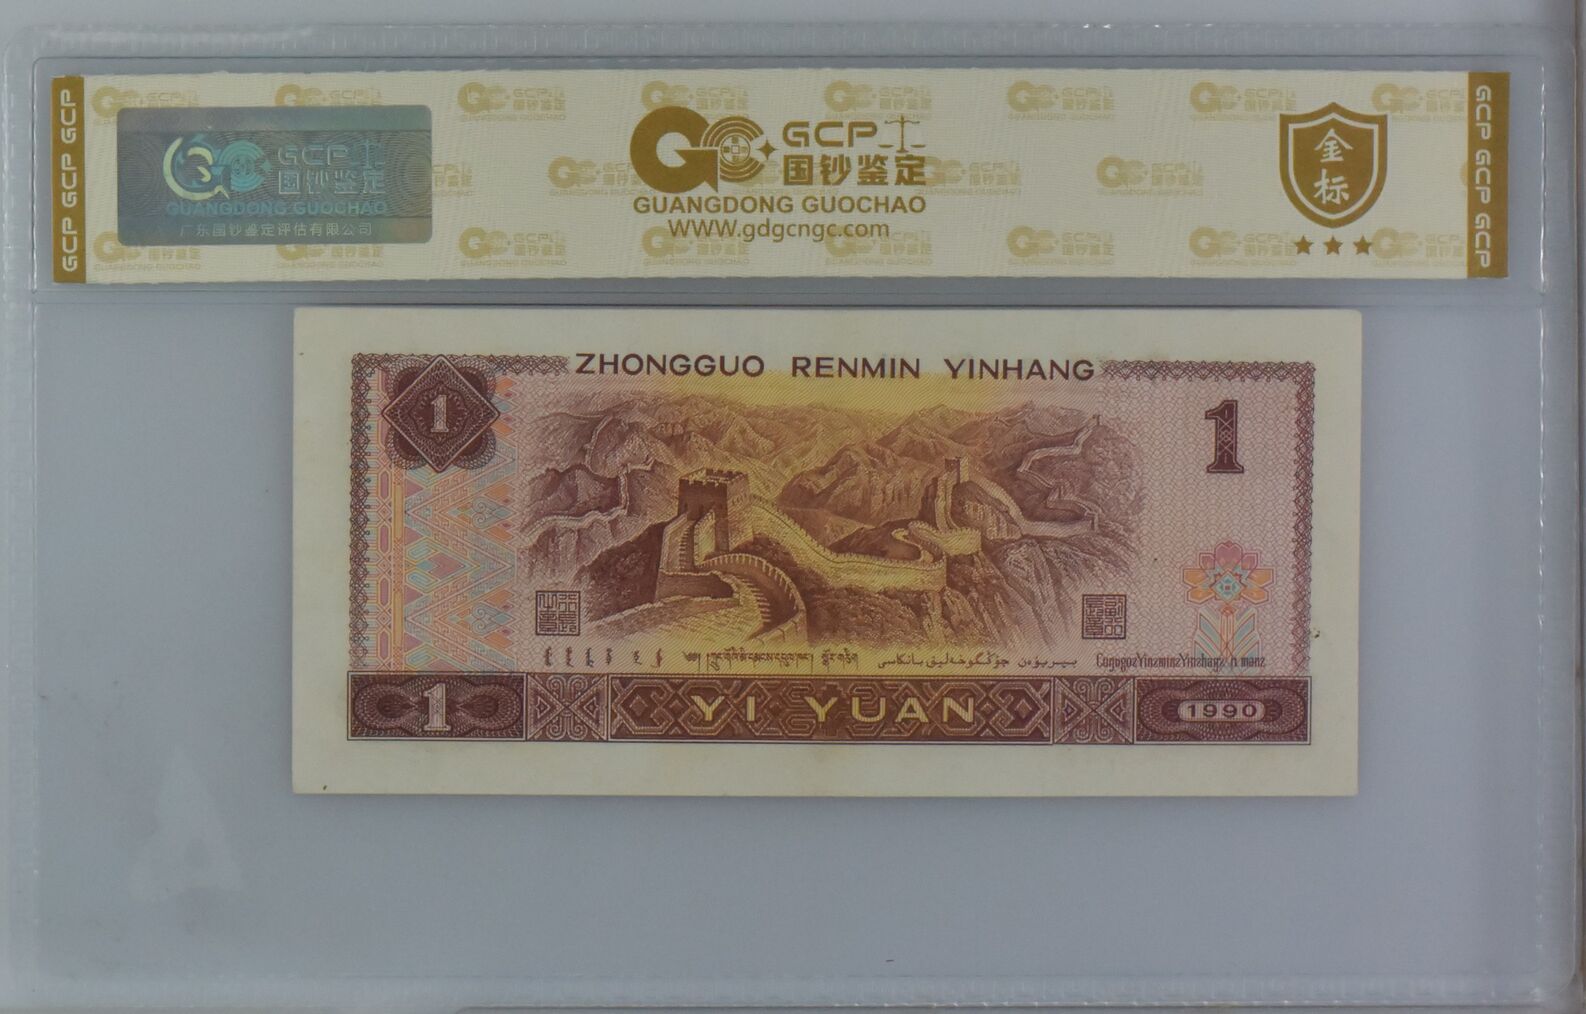 GCP GCP GCP
GCP
国钞鉴定
GUANGDONG GUOCHAO
广东国钞鉴定评估有限公司
GCP
国钞鉴定
GUANGDONG GUOCHAO
WWW.gdgcngc.com
金标
GCP GCP GCP
ZHONGGUO RENMIN YINHANG
1
1
1
YI YUAN
1990